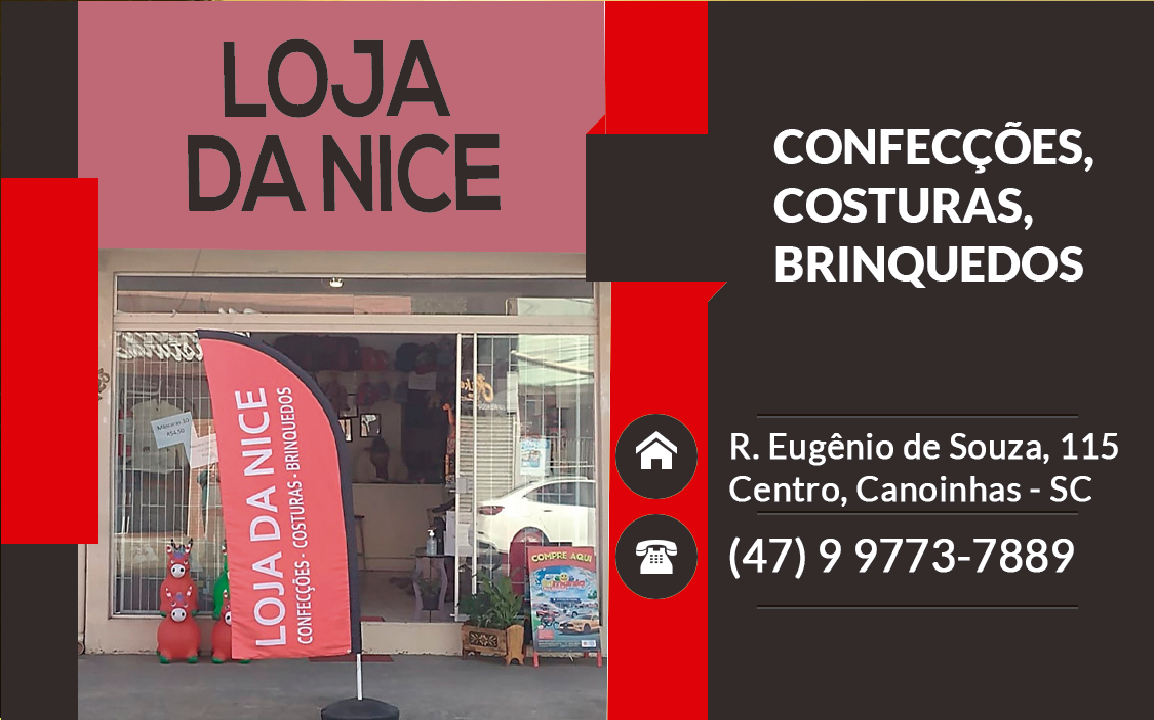 LOJA
DA NICE
CONFECÇÕES,
COSTURAS,
BRINQUEDOS
R. Eugênio de Souza, 115
Centro, Canoinhas - SC
(47) 9 9773-7889
LOJA DA NICE
CONFECÇÕES - COSTURAS - BRINQUEDOS
COMPRE AQUI